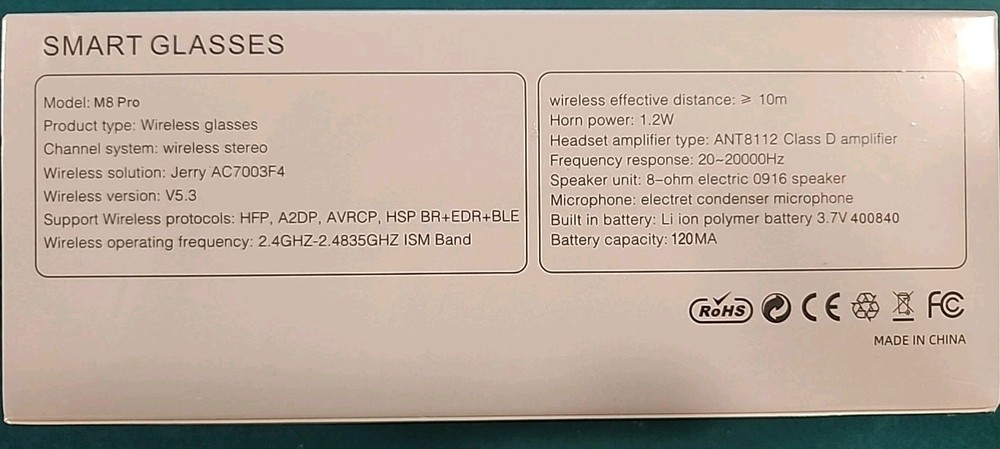 SMART GLASSES
Model: M8 Pro
Product type: Wireless glasses
Channel system: wireless stereo
Wireless solution: Jerry AC7003F4
Wireless version: V5.3
Support Wireless protocols: HFP, A2DP, AVRCP, HSP BR+EDR+BLE
Wireless operating frequency: 2.4GHZ-2.4835GHZ ISM Band
wireless effective distance: ⩾ 10m
Horn power: 1.2W
Headset amplifier type: ANT8112 Class D amplifier
Frequency response: 20~20000Hz
Speaker unit: 8-ohm electric 0916 speaker
Microphone: electret condenser microphone
Built in battery: Li ion polymer battery 3.7V 400840
Battery capacity: 120MA
RoHS CE FC
MADE IN CHINA